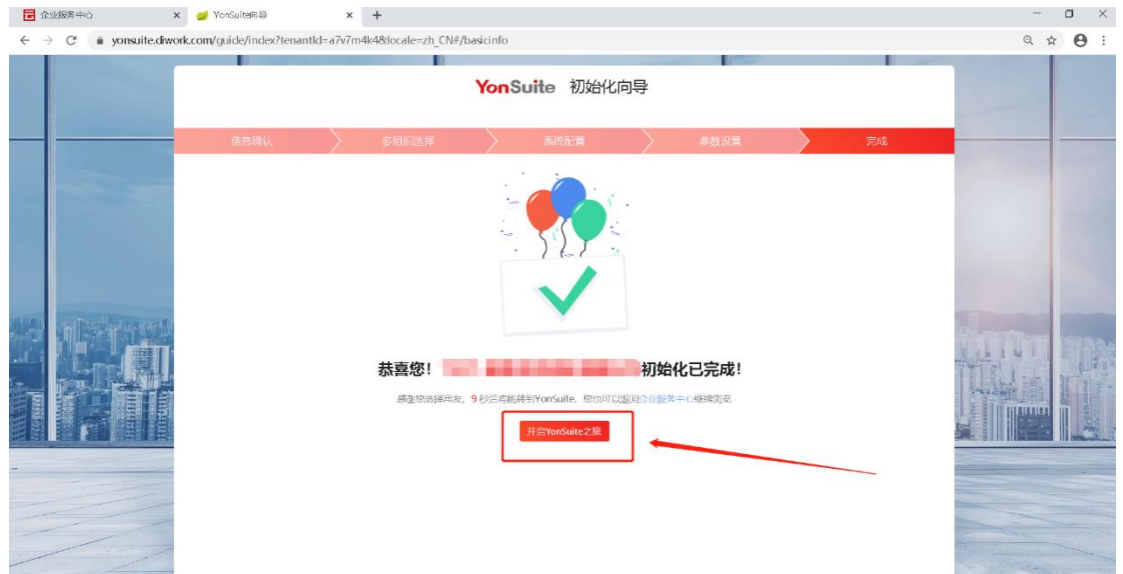 企业服务中心
YonSuite向导
yonsuite.diwork.com/guide/index?tenantId=a7v7m4k48&locale=zh_CN#/basicinfo
YonSuite 初始化向导
信息确认
多组织选择
系统配置
参数设置
完成
恭喜您!
初始化已完成!
感谢您选择用友, 9 秒后将跳转到YonSuite, 您也可以返回企业服务中心继续浏览
开启YonSuite之旅